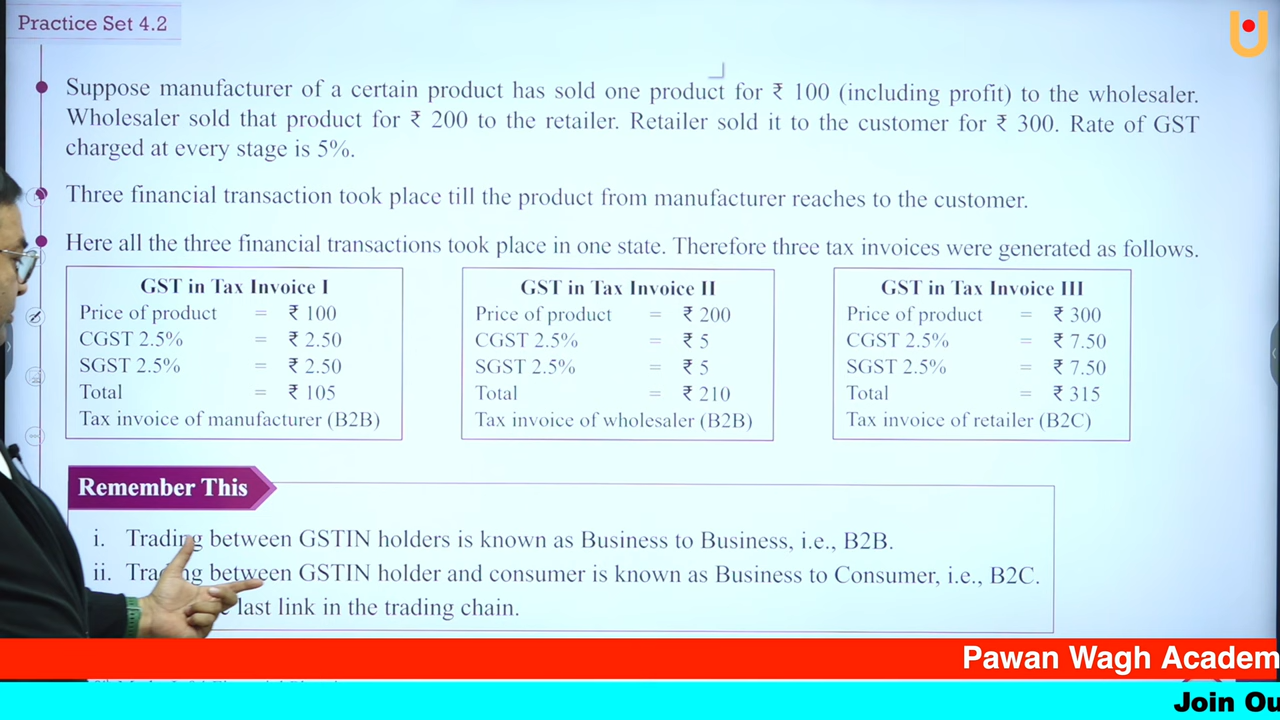 Practice Set 4.2
Suppose manufacturer of a certain product has sold one product for ₹ 100 (including profit) to the wholesaler.
Wholesaler sold that product for ₹ 200 to the retailer. Retailer sold it to the customer for ₹ 300. Rate of GST
charged at every stage is 5%.
Three financial transaction took place till the product from manufacturer reaches to the customer.
Here all the three financial transactions took place in one state. Therefore three tax invoices were generated as follows.
GST in Tax Invoice I
Price of product = ₹ 100
CGST 2.5% = ₹ 2.50
SGST 2.5% = ₹ 2.50
Total = ₹ 105
Tax invoice of manufacturer (B2B)
GST in Tax Invoice II
Price of product = ₹ 200
CGST 2.5% = ₹ 5
SGST 2.5% = ₹ 5
Total = ₹ 210
Tax invoice of wholesaler (B2B)
GST in Tax Invoice III
Price of product = ₹ 300
CGST 2.5% = ₹ 7.50
SGST 2.5% = ₹ 7.50
Total = ₹ 315
Tax invoice of retailer (B2C)
Remember This
i. Trading between GSTIN holders is known as Business to Business, i.e., B2B.
ii. Trading between GSTIN holder and consumer is known as Business to Consumer, i.e., B2C.
last link in the trading chain.
Pawan Wagh Academ
Join Ou